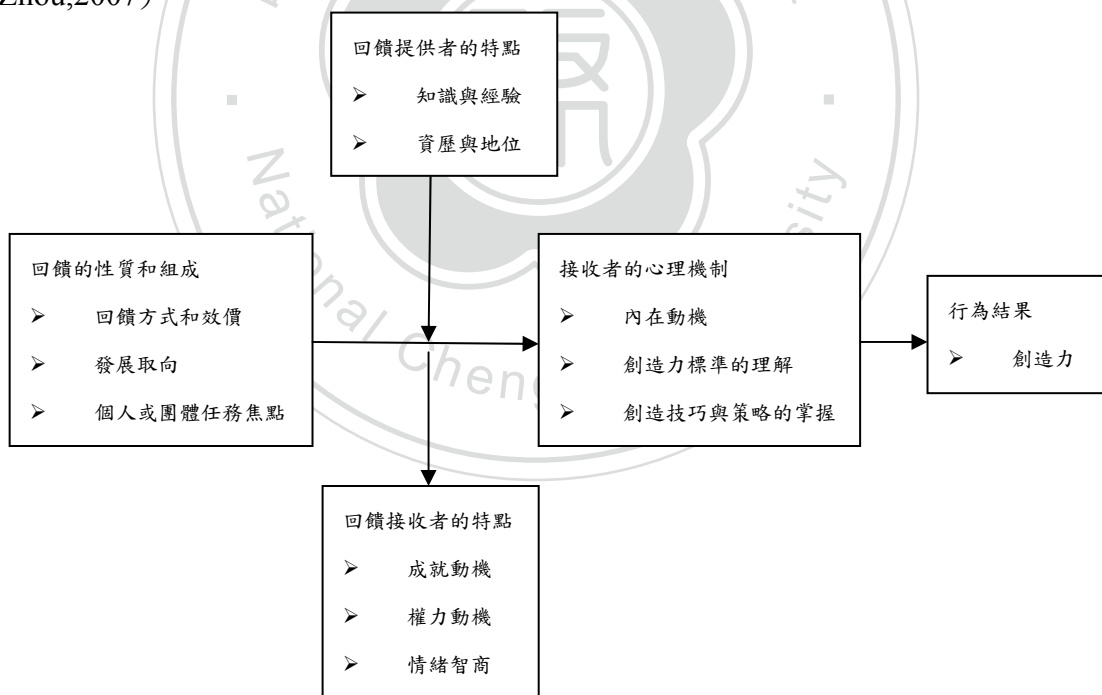 Zhou,2007)
回饋提供者的特點
➢ 知識與經驗
➢ 資歷與地位
回饋的性質和組成
➢ 回饋方式和效價
➢ 發展取向
➢ 個人或團體任務焦點
接收者的心理機制
➢ 內在動機
➢ 創造力標準的理解
➢ 創造技巧與策略的掌握
行為結果
➢ 創造力
回饋接收者的特點
➢ 成就動機
➢ 權力動機
➢ 情緒智商
National Cheng
sity